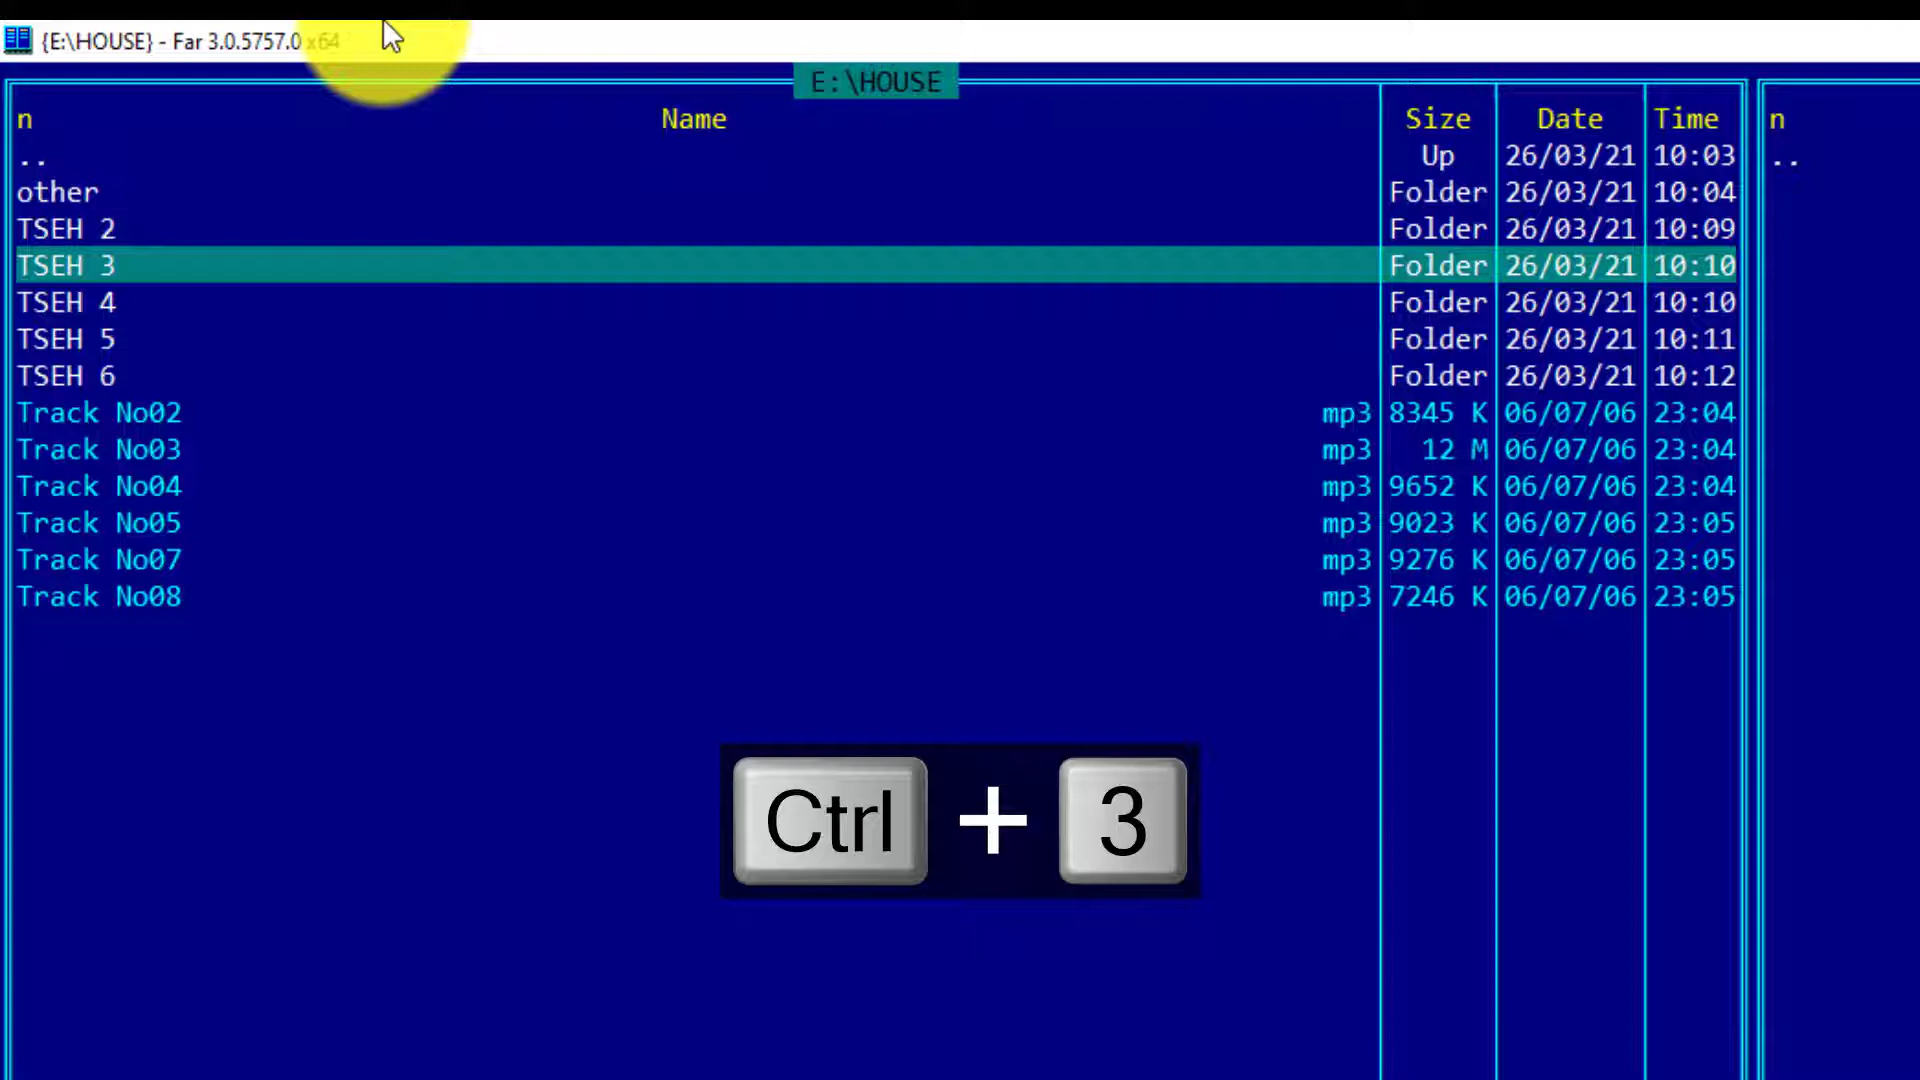 {E:\HOUSE} - Far 3.0.5757.0 x64
E:\HOUSE
n Name Size Date Time n
.. Up 26/03/21 10:03 ..
other Folder 26/03/21 10:04
TSEH 2 Folder 26/03/21 10:09
TSEH 3 Folder 26/03/21 10:10
TSEH 4 Folder 26/03/21 10:10
TSEH 5 Folder 26/03/21 10:11
TSEH 6 Folder 26/03/21 10:12
Track No02 mp3 8345 K 06/07/06 23:04
Track No03 mp3 12 M 06/07/06 23:04
Track No04 mp3 9652 K 06/07/06 23:04
Track No05 mp3 9023 K 06/07/06 23:05
Track No07 mp3 9276 K 06/07/06 23:05
Track No08 mp3 7246 K 06/07/06 23:05
Ctrl + 3